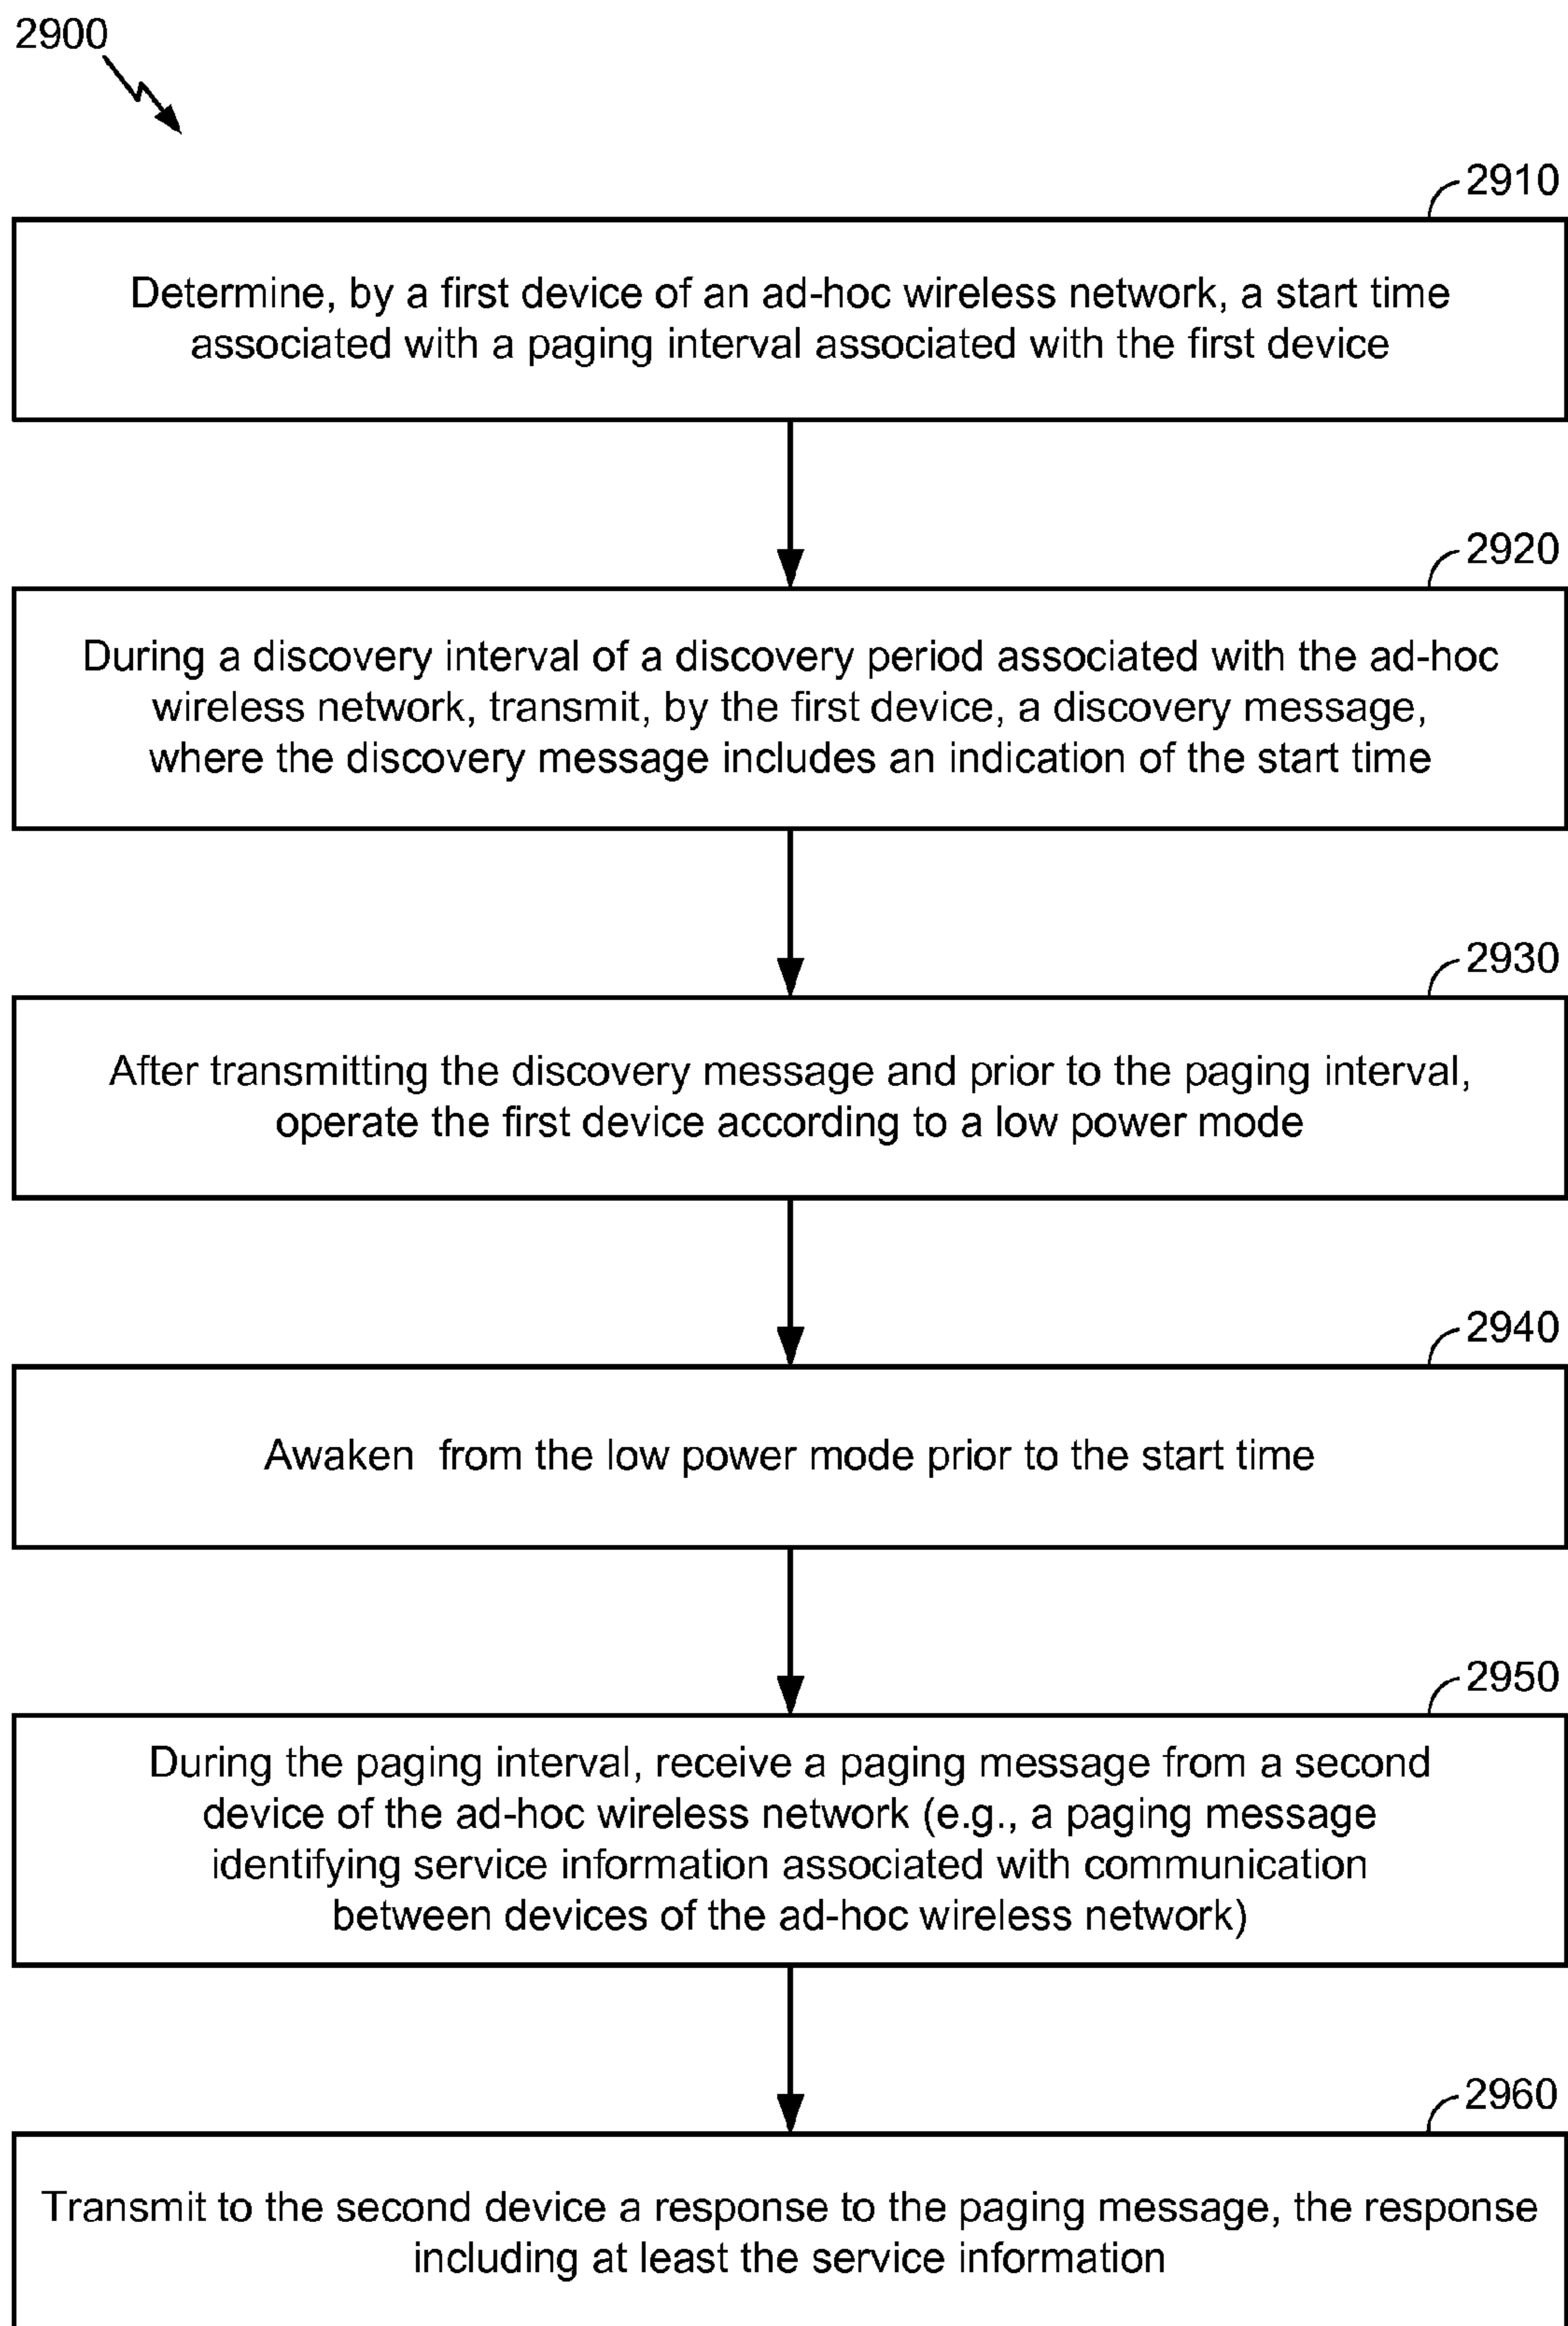 2900
2910
Determine, by a first device of an ad-hoc wireless network, a start time
associated with a paging interval associated with the first device
2920
During a discovery interval of a discovery period associated with the ad-hoc
wireless network, transmit, by the first device, a discovery message,
where the discovery message includes an indication of the start time
2930
After transmitting the discovery message and prior to the paging interval,
operate the first device according to a low power mode
2940
Awaken from the low power mode prior to the start time
2950
During the paging interval, receive a paging message from a second
device of the ad-hoc wireless network (e.g., a paging message
identifying service information associated with communication
between devices of the ad-hoc wireless network)
2960
Transmit to the second device a response to the paging message, the response
including at least the service information